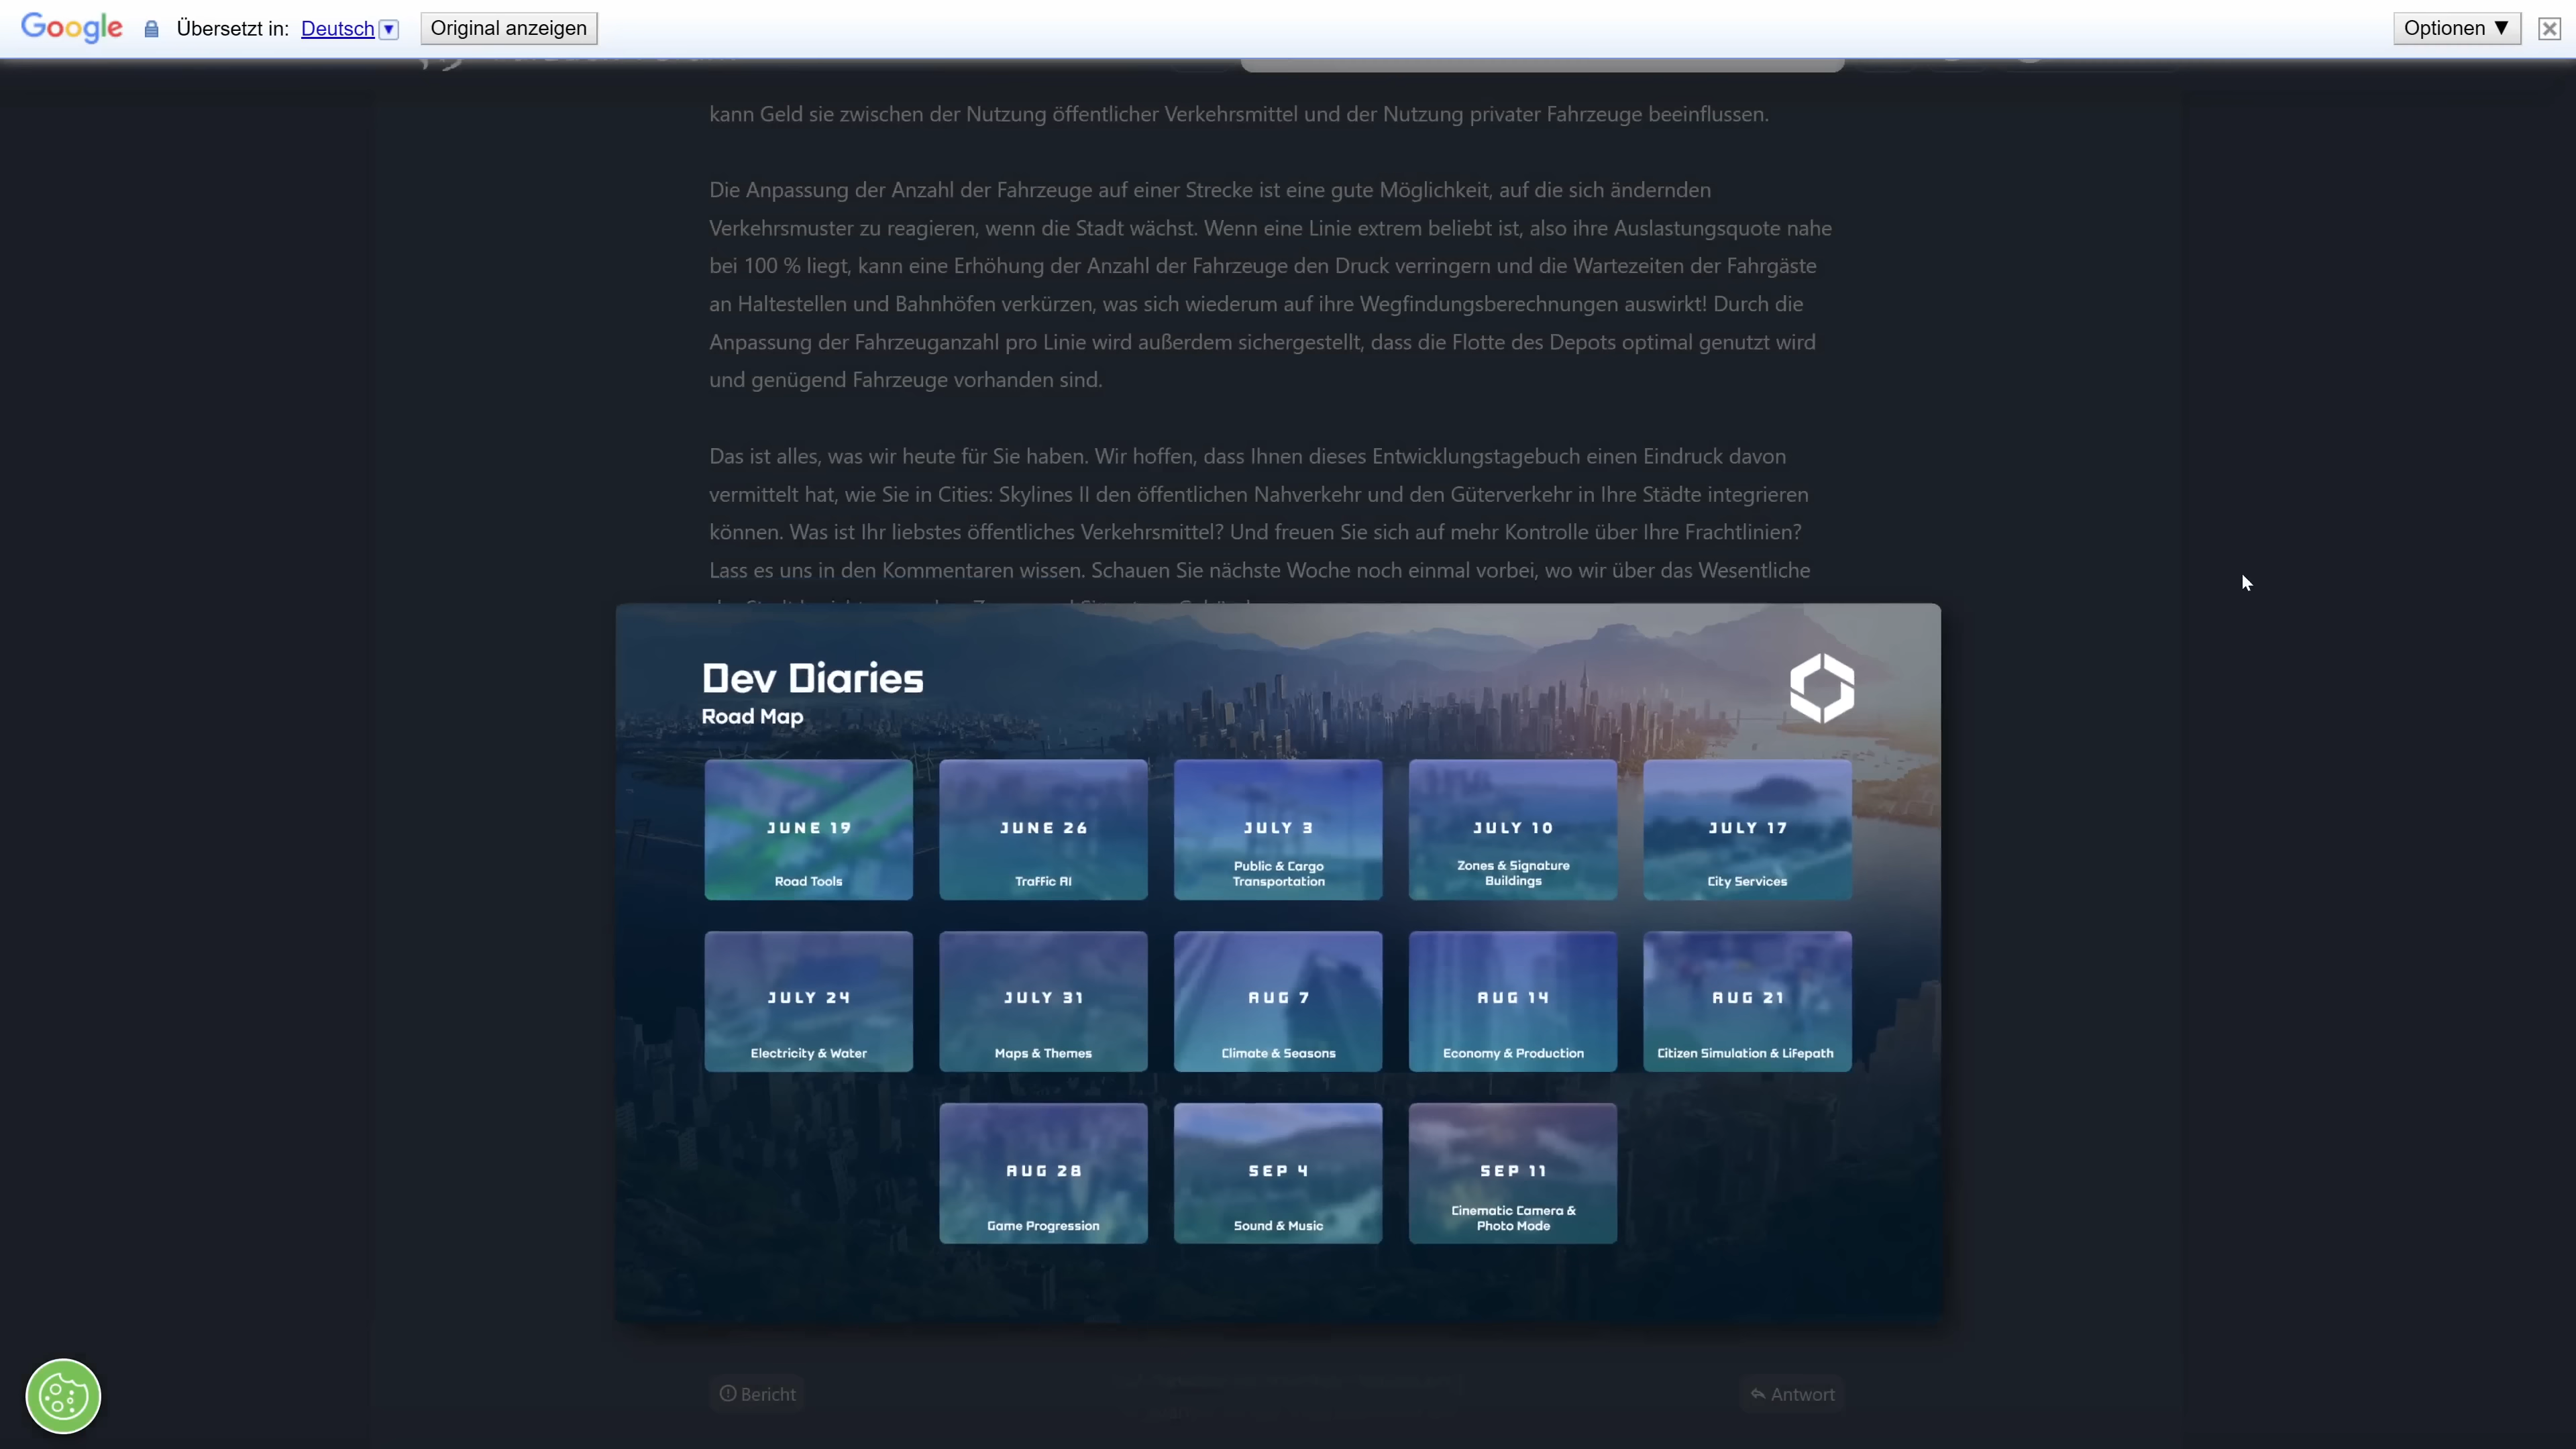 Google Übersetzt in: Deutsch ▼ Original anzeigen Optionen ▼
kann Geld sie zwischen der Nutzung öffentlicher Verkehrsmittel und der Nutzung privater Fahrzeuge beeinflussen.
Die Anpassung der Anzahl der Fahrzeuge auf einer Strecke ist eine gute Möglichkeit, auf die sich ändernden
Verkehrsmuster zu reagieren, wenn die Stadt wächst. Wenn eine Linie extrem beliebt ist, also ihre Auslastungsquote nahe
bei 100 % liegt, kann eine Erhöhung der Anzahl der Fahrzeuge den Druck verringern und die Wartezeiten der Fahrgäste
an Haltestellen und Bahnhöfen verkürzen, was sich wiederum auf ihre Wegfindungsberechnungen auswirkt! Durch die
Anpassung der Fahrzeuganzahl pro Linie wird außerdem sichergestellt, dass die Flotte des Depots optimal genutzt wird
und genügend Fahrzeuge vorhanden sind.
Das ist alles, was wir heute für Sie haben. Wir hoffen, dass Ihnen dieses Entwicklungstagebuch einen Eindruck davon
vermittelt hat, wie Sie in Cities: Skylines II den öffentlichen Nahverkehr und den Güterverkehr in Ihre Städte integrieren
können. Was ist Ihr liebstes öffentliches Verkehrsmittel? Und freuen Sie sich auf mehr Kontrolle über Ihre Frachtlinien?
Lass es uns in den Kommentaren wissen. Schauen Sie nächste Woche noch einmal vorbei, wo wir über das Wesentliche
Dev Diaries
Road Map
JUNE 19
Road Tools
JUNE 26
Traffic AI
JULY 3
Public & Cargo
Transportation
JULY 10
Zones & Signature
Buildings
JULY 17
City Services
JULY 24
Electricity & Water
JULY 31
Maps & Themes
AUG 7
Climate & Seasons
AUG 14
Economy & Production
AUG 21
Citizen Simulation & Lifepath
AUG 28
Game Progression
SEP 4
Sound & Music
SEP 11
Cinematic Camera &
Photo Mode
Bericht
Antwort